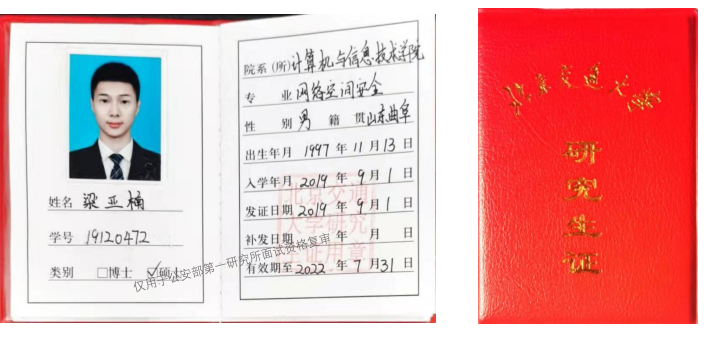 姓名 梁亚楠
学号 19120472
类别 □博士 ☑硕士
仅用于公安部第一研究所面试资格复审
院系(所)计算机与信息技术学院
专业 网络空间安全
性别 男 籍贯 山东曲阜
出生年月 1997 年 11 月 13 日
入学年月 2019 年 9 月 1 日
发证日期 2019 年 9 月 1 日
补发日期 年 月 日
有效期至 2022 年 7 月 31 日
北京交通
大学研究
生证用章
北京交通大学
研究生证